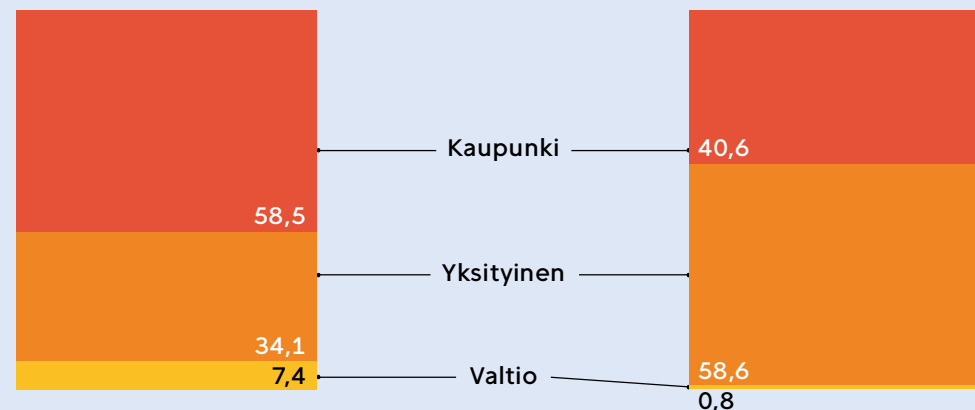 Kaupunki
40,6
58,5
Yksityinen
34,1
58,6
7,4
Valtio
0,8